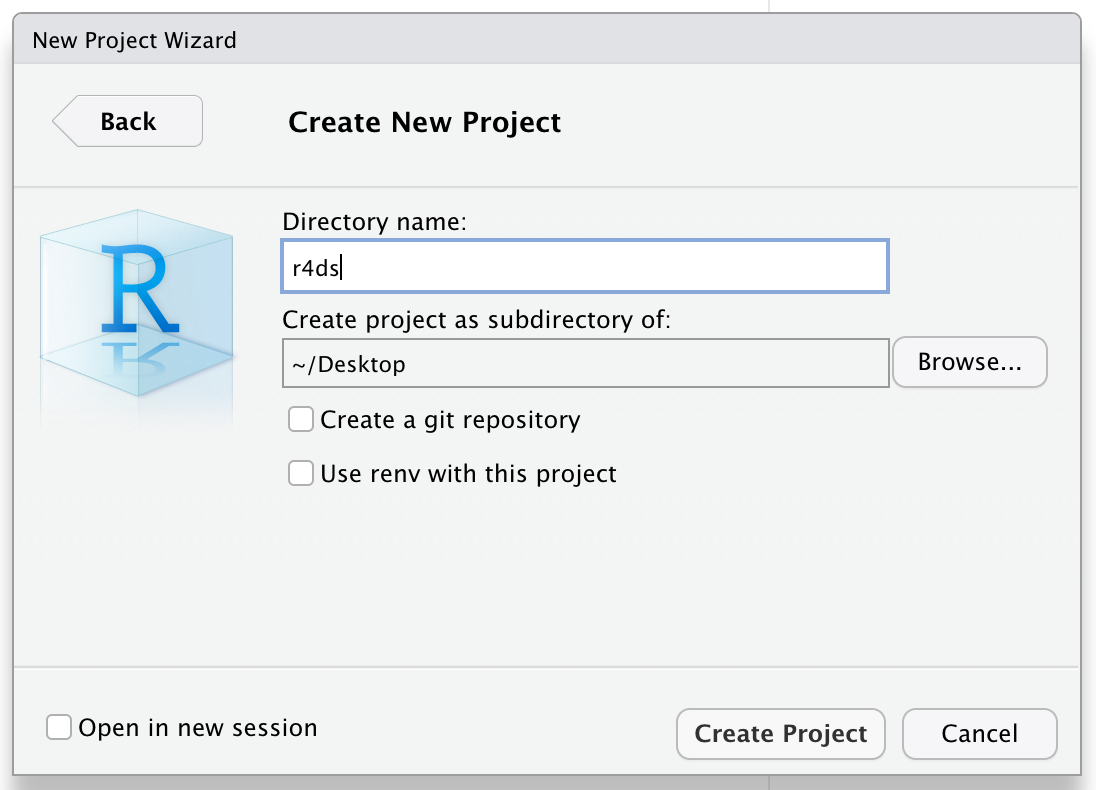 New Project Wizard
Back
Create New Project
R
Directory name:
r4ds
Create project as subdirectory of:
~/Desktop
Browse...
Create a git repository
Use renv with this project
Open in new session
Create Project
Cancel